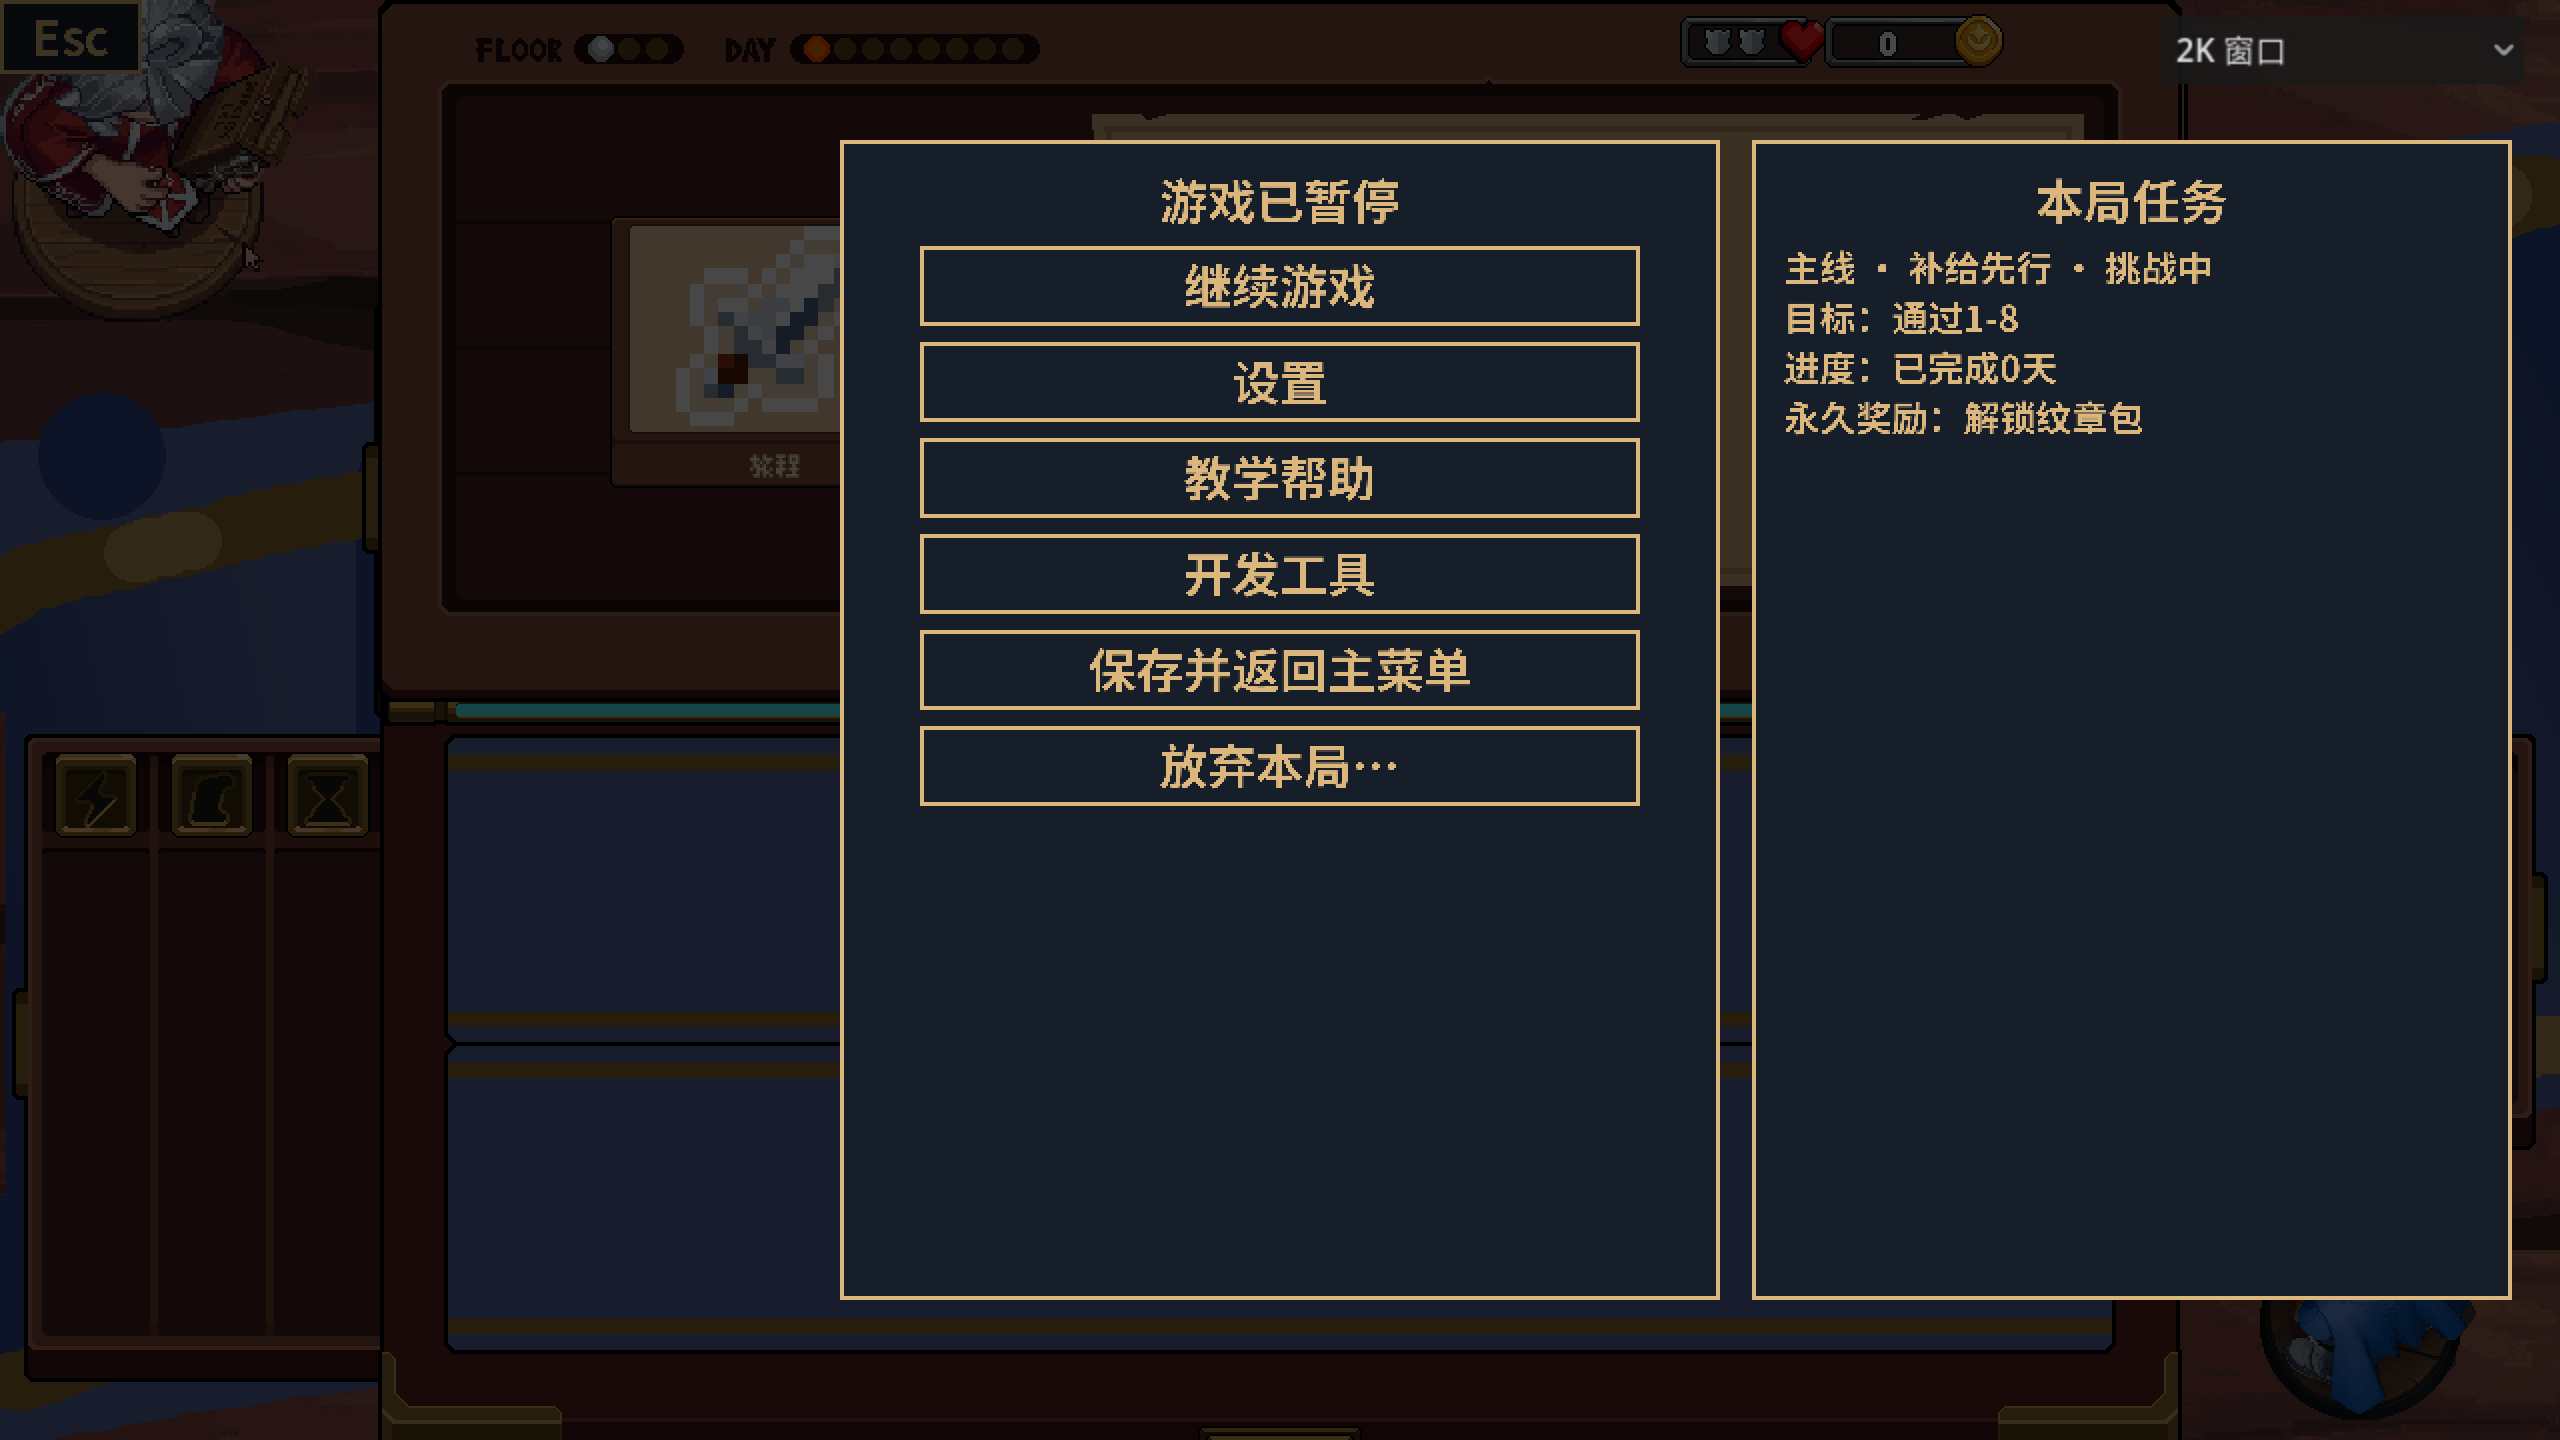 Esc
FLOOR
DAY
0
2K 窗口
旅程
游戏已暂停
继续游戏
设置
教学帮助
开发工具
保存并返回主菜单
放弃本局…
本局任务
主线 · 补给先行 · 挑战中
目标：通过1-8
进度：已完成0天
永久奖励：解锁纹章包